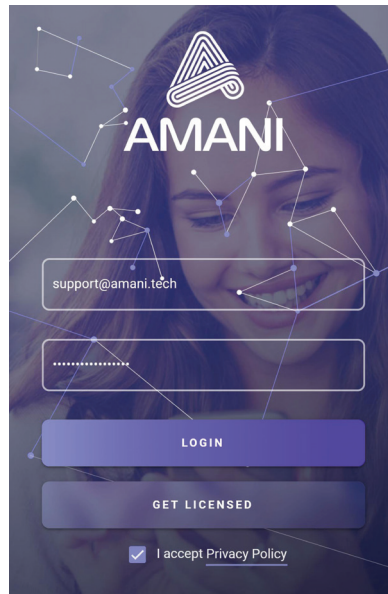 AMANI
support@amani.tech
•••••••••••••••••
LOGIN
GET LICENSED
I accept Privacy Policy